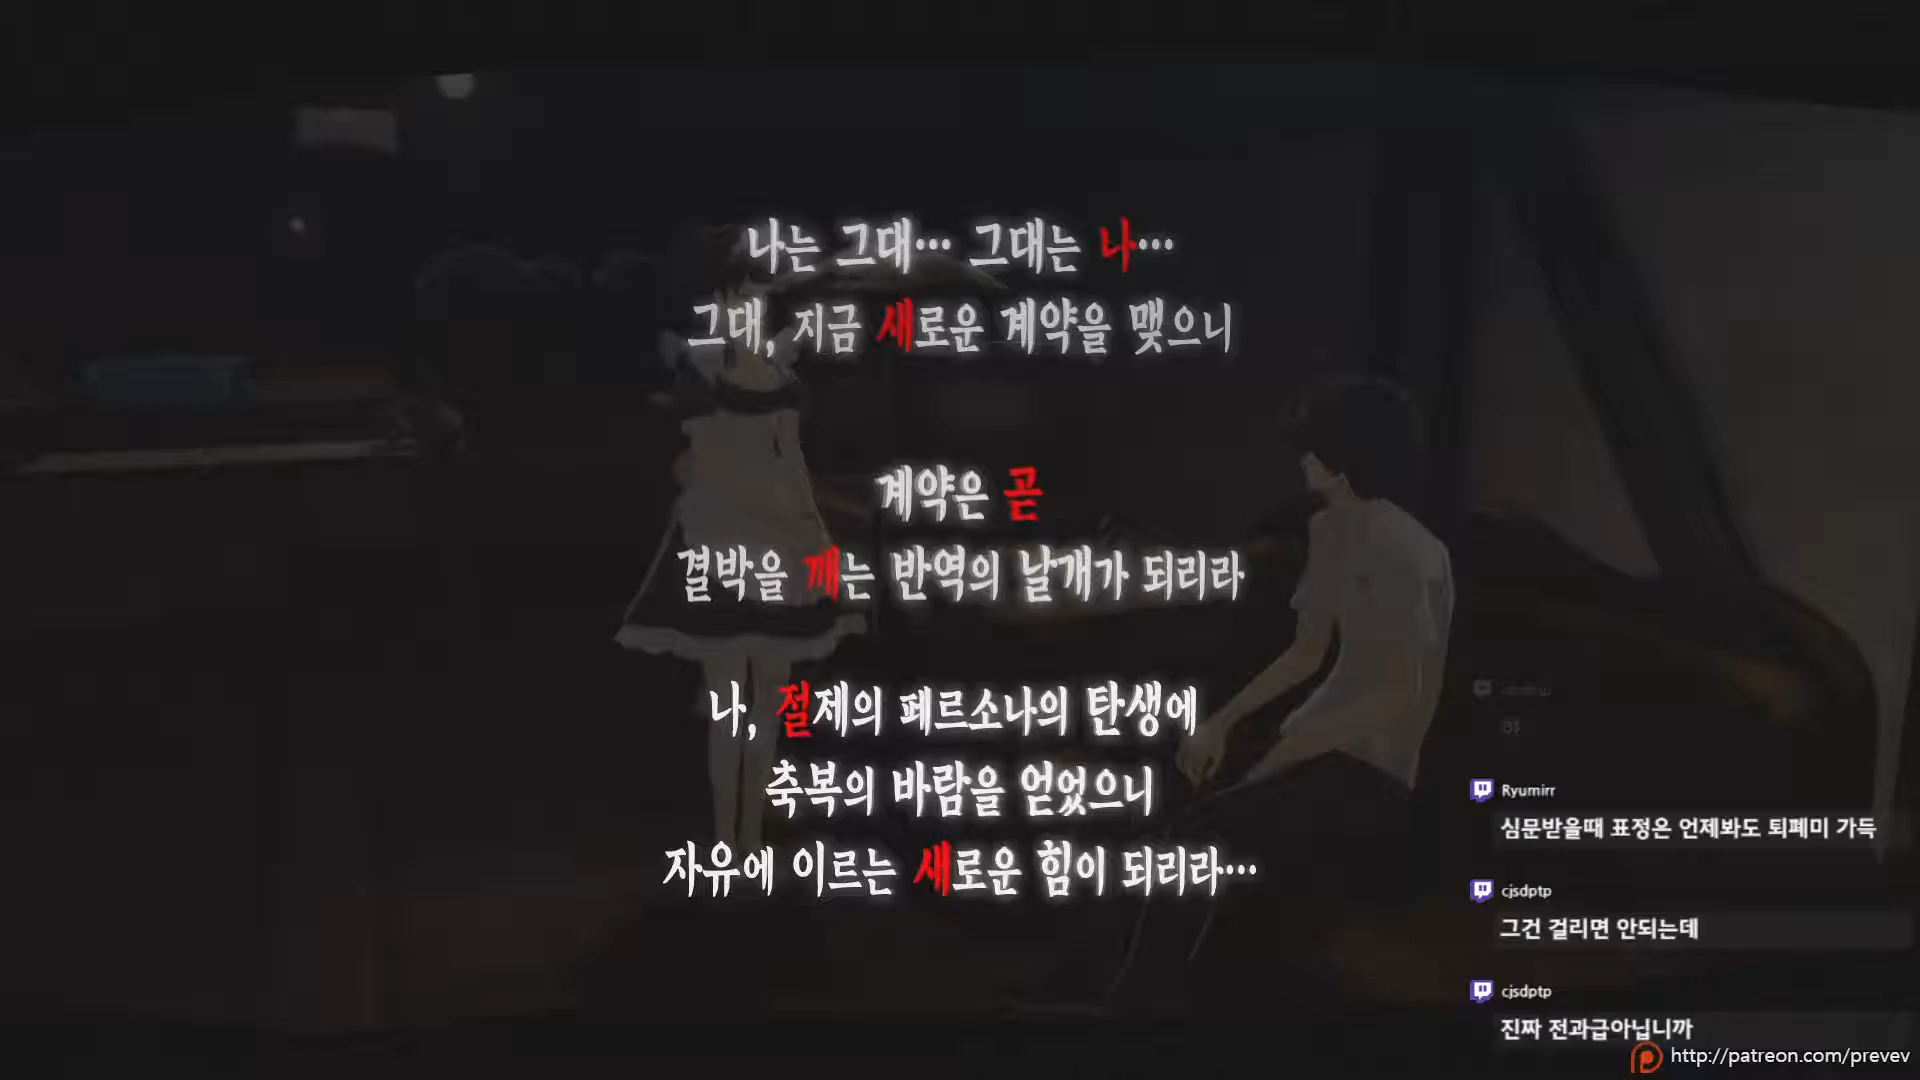 나는 그대… 그대는 나…
그대, 지금 새로운 계약을 맺으니
계약은 곧
결박을 깨는 반역의 날개가 되리라
나, 절제의 페르소나의 탄생에
축복의 바람을 얻었으니
자유에 이르는 새로운 힘이 되리라…
Ryumirr
심문받을때 표정은 언제봐도 퇴폐미 가득
cjsdptp
그건 걸리면 안되는데
cjsdptp
진짜 전과급아닙니까
http://patreon.com/prevev